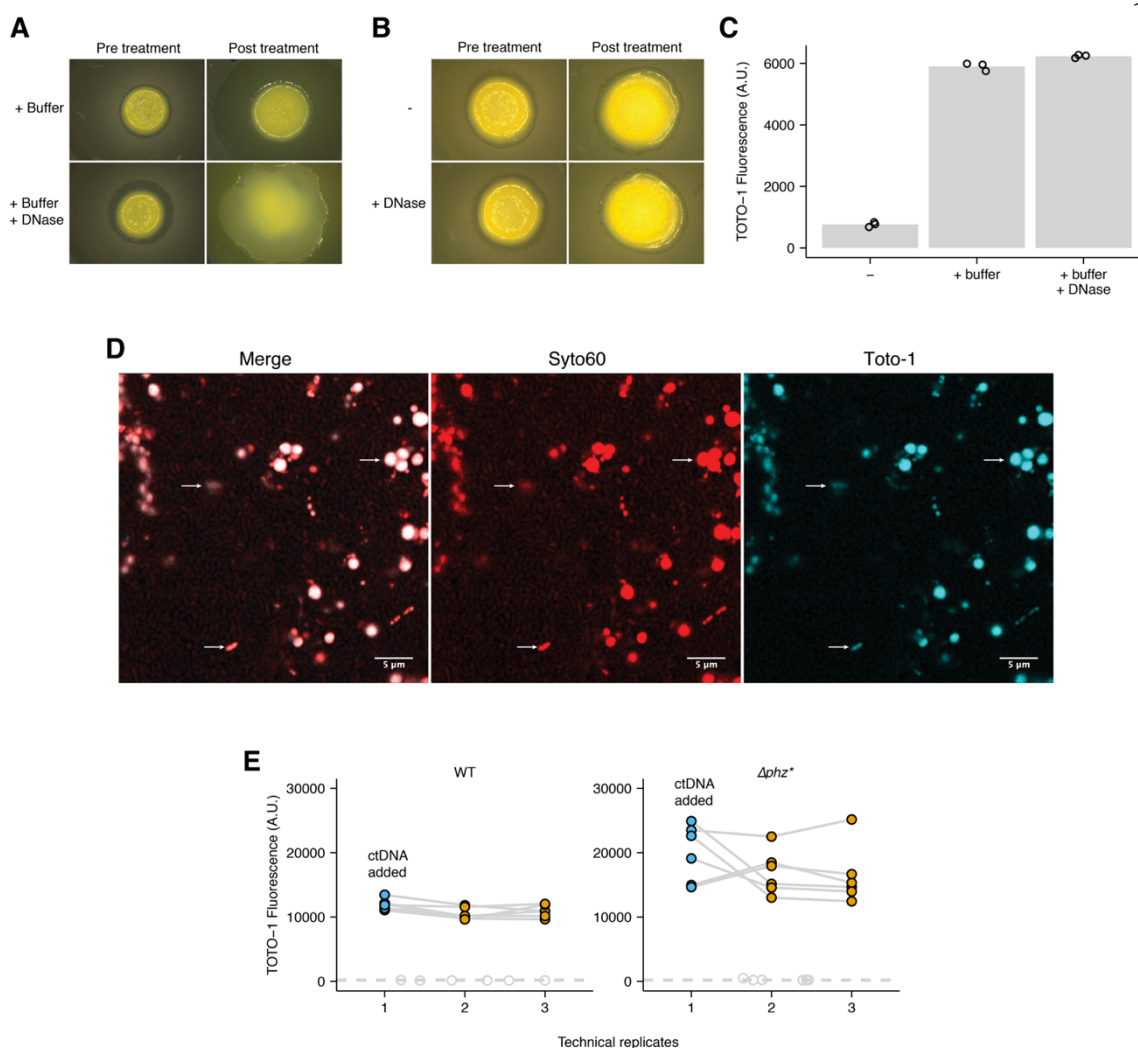 A
Pre treatment Post treatment
+ Buffer
+ Buffer
+ DNase
B
Pre treatment Post treatment
-
+ DNase
C
TOTO−1 Fluorescence (A.U.)
6000
4000
2000
0
− + buffer + buffer
+ DNase
D
Merge Syto60 Toto-1
5 µm 5 µm 5 µm
E
WT Δphz*
TOTO−1 Fluorescence (A.U.)
30000 30000
20000 20000
10000 10000
0 0
ctDNA
added
ctDNA
added
1 2 3 1 2 3
Technical replicates